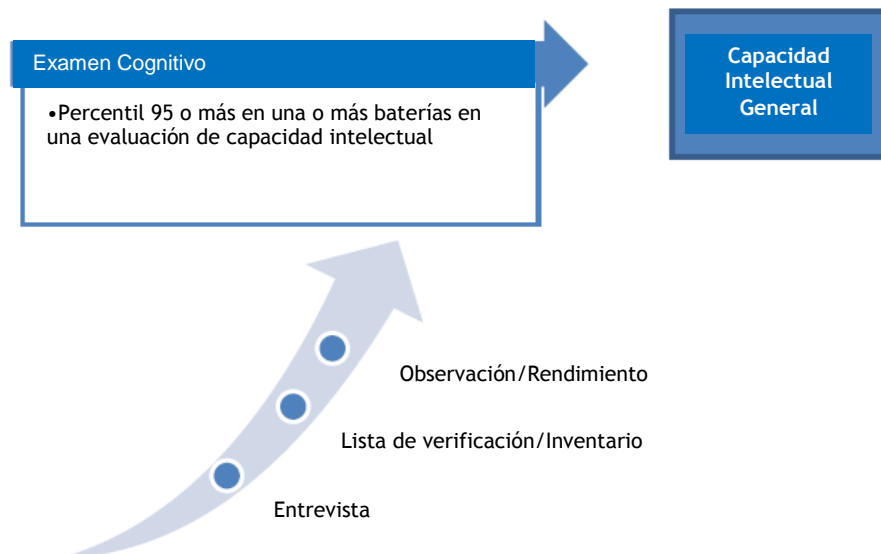 Examen Cognitivo
•Percentil 95 o más en una o más baterías en
una evaluación de capacidad intelectual
Capacidad
Intelectual
General
Observación/Rendimiento
Lista de verificación/Inventario
Entrevista